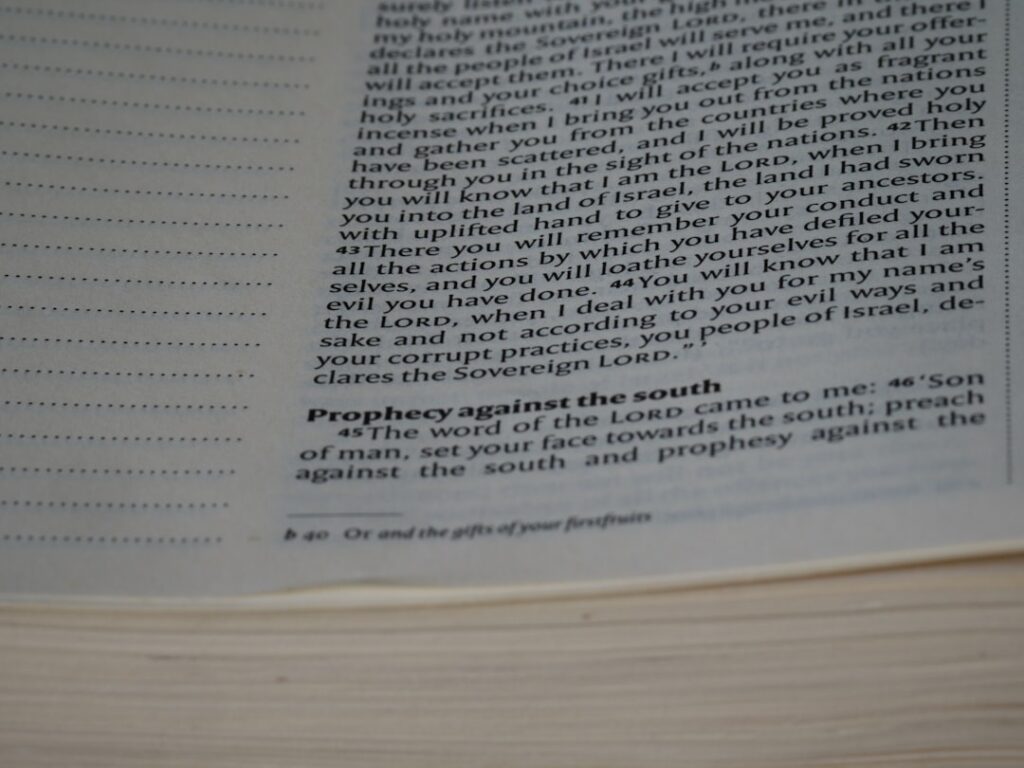 surely listen
holy name with your
my holy mountain, the high
declares the Sovereign LORD, there in
all the people of Israel will serve me, and there I
will accept them. There I will require your offer-
ings and your choice gifts,b along with all your
holy sacrifices. 41 I will accept you as fragrant
incense when I bring you out from the nations
and gather you from the countries where you
have been scattered, and I will be proved holy
through you in the sight of the nations. 42 Then
you will know that I am the LORD, when I bring
you into the land of Israel, the land I had sworn
with uplifted hand to give to your ancestors.
43 There you will remember your conduct and
all the actions by which you have defiled your-
selves, and you will loathe yourselves for all the
evil you have done. 44 You will know that I am
the LORD, when I deal with you for my name’s
sake and not according to your evil ways and
your corrupt practices, you people of Israel, de-
clares the Sovereign LORD.” ’
Prophecy against the south
45 The word of the LORD came to me: 46 ‘Son
of man, set your face towards the south; preach
against the south and prophesy against the
b 40 Or and the gifts of your firstfruits